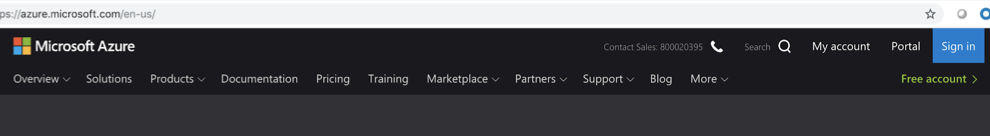 ps://azure.microsoft.com/en-us/
Microsoft Azure Contact Sales: 800020395 Search My account Portal Sign in
Overview Solutions Products Documentation Pricing Training Marketplace Partners Support Blog More Free account